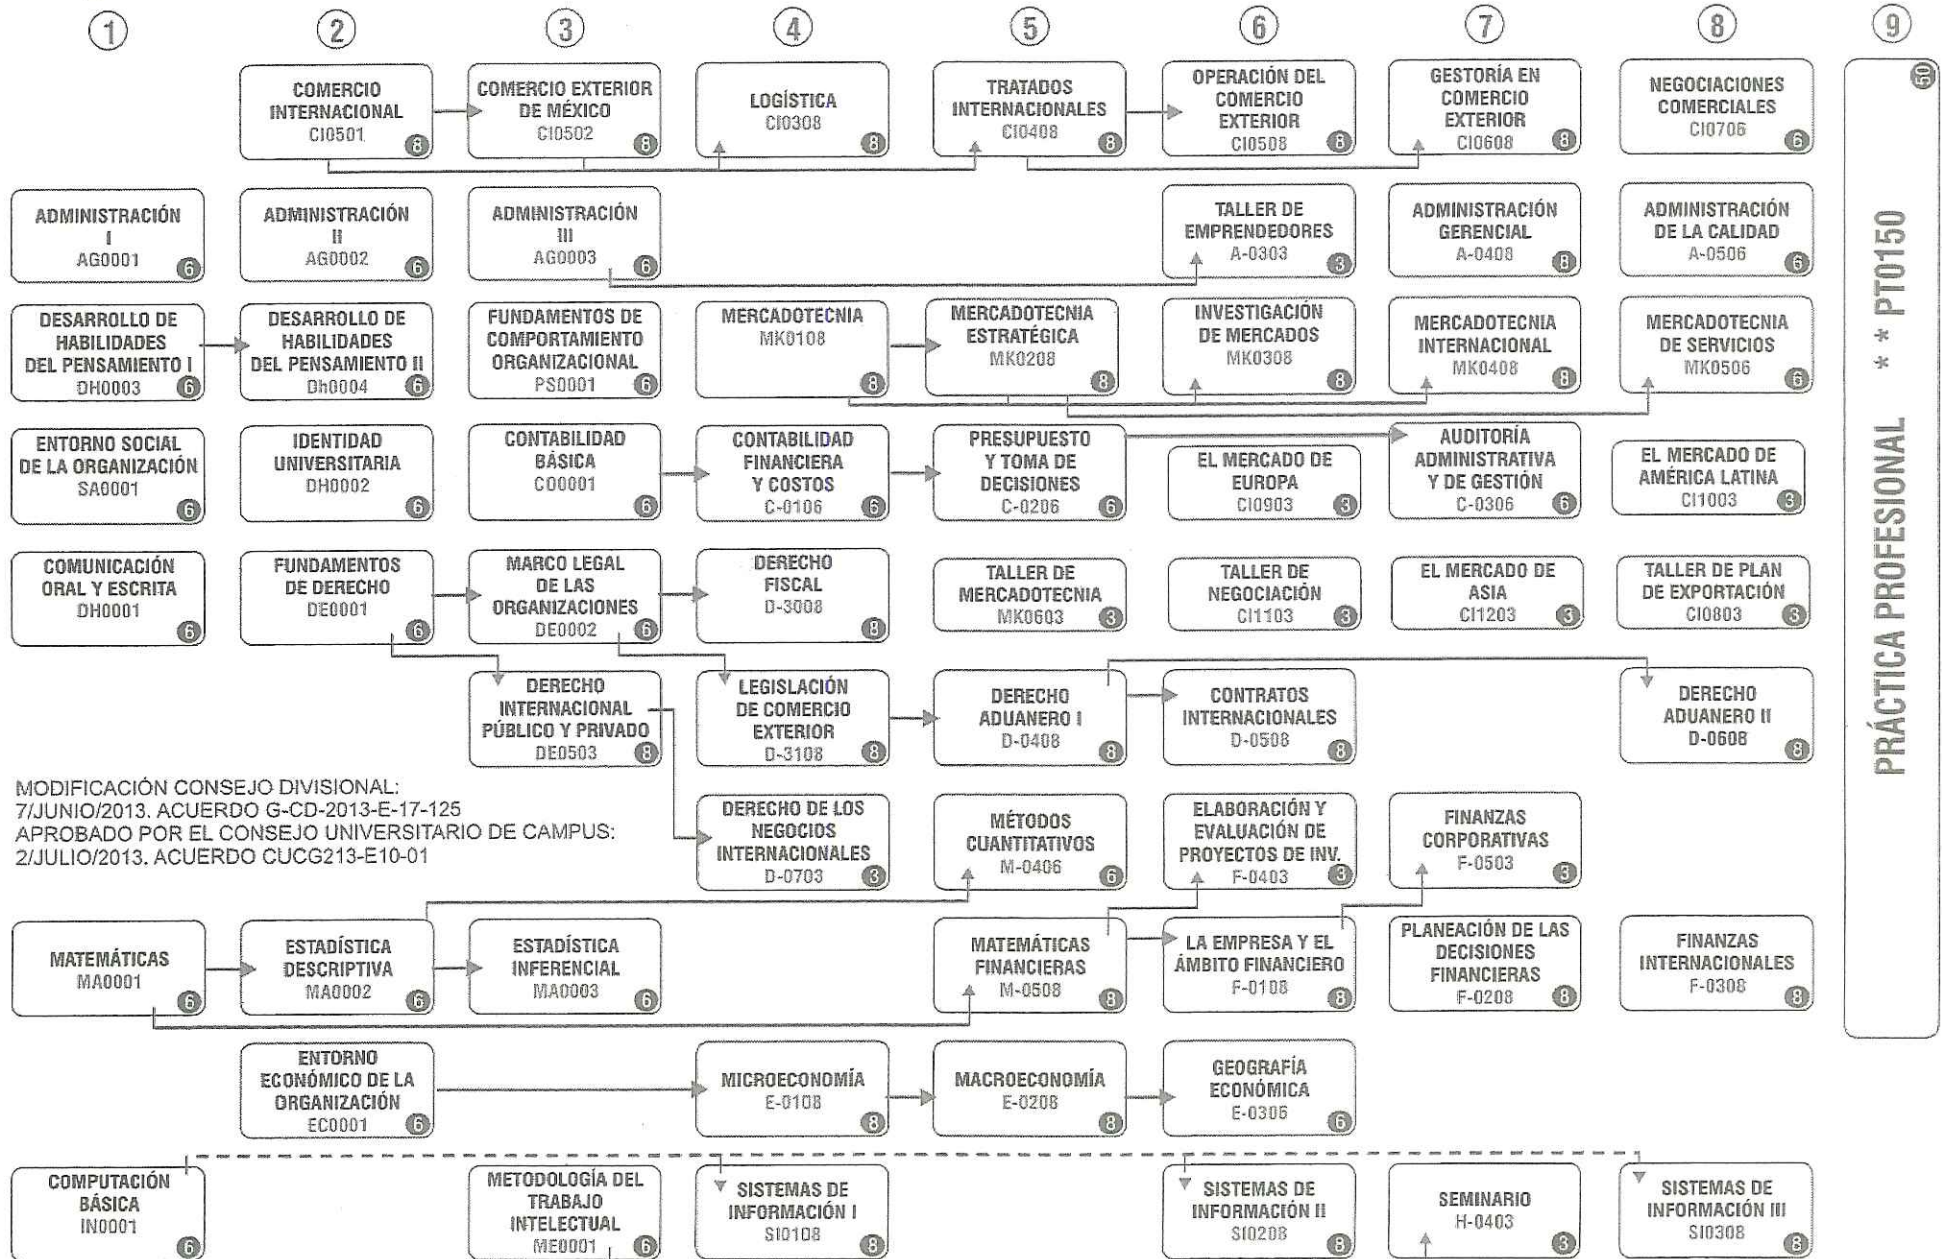 1
2
3
4
5
6
7
8
9
COMERCIO
INTERNACIONAL
CI0501
8
COMERCIO EXTERIOR
DE MÉXICO
CI0502
8
LOGÍSTICA
CI0308
8
TRATADOS
INTERNACIONALES
CI0408
8
OPERACIÓN DEL
COMERCIO
EXTERIOR
CI0508
8
GESTORÍA EN
COMERCIO
EXTERIOR
CI0608
8
NEGOCIACIONES
COMERCIALES
CI0706
6
ADMINISTRACIÓN
I
AG0001
6
ADMINISTRACIÓN
II
AG0002
6
ADMINISTRACIÓN
III
AG0003
6
TALLER DE
EMPRENDEDORES
A-0303
3
ADMINISTRACIÓN
GERENCIAL
A-0408
8
ADMINISTRACIÓN
DE LA CALIDAD
A-0506
6
DESARROLLO DE
HABILIDADES
DEL PENSAMIENTO I
DH0003
6
DESARROLLO DE
HABILIDADES
DEL PENSAMIENTO II
Dh0004
6
FUNDAMENTOS DE
COMPORTAMIENTO
ORGANIZACIONAL
PS0001
6
MERCADOTECNIA
MK0108
8
MERCADOTECNIA
ESTRATÉGICA
MK0208
8
INVESTIGACIÓN
DE MERCADOS
MK0308
8
MERCADOTECNIA
INTERNACIONAL
MK0408
8
MERCADOTECNIA
DE SERVICIOS
MK0506
6
ENTORNO SOCIAL
DE LA ORGANIZACIÓN
SA0001
6
IDENTIDAD
UNIVERSITARIA
DH0002
6
CONTABILIDAD
BÁSICA
CO0001
6
CONTABILIDAD
FINANCIERA
Y COSTOS
C-0106
6
PRESUPUESTO
Y TOMA DE
DECISIONES
C-0206
6
EL MERCADO DE
EUROPA
CI0903
3
AUDITORÍA
ADMINISTRATIVA
Y DE GESTIÓN
C-0306
6
EL MERCADO DE
AMÉRICA LATINA
CI1003
3
COMUNICACIÓN
ORAL Y ESCRITA
DH0001
6
FUNDAMENTOS
DE DERECHO
DE0001
6
MARCO LEGAL
DE LAS
ORGANIZACIONES
DE0002
6
DERECHO
FISCAL
D-3008
8
TALLER DE
MERCADOTECNIA
MK0603
3
TALLER DE
NEGOCIACIÓN
CI1103
3
EL MERCADO DE
ASIA
CI1203
3
TALLER DE PLAN
DE EXPORTACIÓN
CI0803
3
DERECHO
INTERNACIONAL
PÚBLICO Y PRIVADO
DE0503
8
LEGISLACIÓN
DE COMERCIO
EXTERIOR
D-3108
8
DERECHO
ADUANERO I
D-0408
8
CONTRATOS
INTERNACIONALES
D-0508
8
DERECHO
ADUANERO II
D-0608
8
MODIFICACIÓN CONSEJO DIVISIONAL:
7/JUNIO/2013. ACUERDO G-CD-2013-E-17-125
APROBADO POR EL CONSEJO UNIVERSITARIO DE CAMPUS:
2/JULIO/2013. ACUERDO CUCG213-E10-01
DERECHO DE LOS
NEGOCIOS
INTERNACIONALES
D-0703
3
MÉTODOS
CUANTITATIVOS
M-0406
6
ELABORACIÓN Y
EVALUACIÓN DE
PROYECTOS DE INV.
F-0403
3
FINANZAS
CORPORATIVAS
F-0503
3
MATEMÁTICAS
MA0001
6
ESTADÍSTICA
DESCRIPTIVA
MA0002
6
ESTADÍSTICA
INFERENCIAL
MA0003
6
MATEMÁTICAS
FINANCIERAS
M-0508
8
LA EMPRESA Y EL
ÁMBITO FINANCIERO
F-0108
8
PLANEACIÓN DE LAS
DECISIONES
FINANCIERAS
F-0208
8
FINANZAS
INTERNACIONALES
F-0308
8
ENTORNO
ECONÓMICO DE LA
ORGANIZACIÓN
EC0001
6
MICROECONOMÍA
E-0108
8
MACROECONOMÍA
E-0208
8
GEOGRAFÍA
ECONÓMICA
E-0306
6
COMPUTACIÓN
BÁSICA
IN0001
6
METODOLOGÍA DEL
TRABAJO
INTELECTUAL
ME0001
6
SISTEMAS DE
INFORMACIÓN I
SI0108
8
SISTEMAS DE
INFORMACIÓN II
SI0208
8
SEMINARIO
H-0403
3
SISTEMAS DE
INFORMACIÓN III
SI0308
8
PRÁCTICA PROFESIONAL * * PT0150